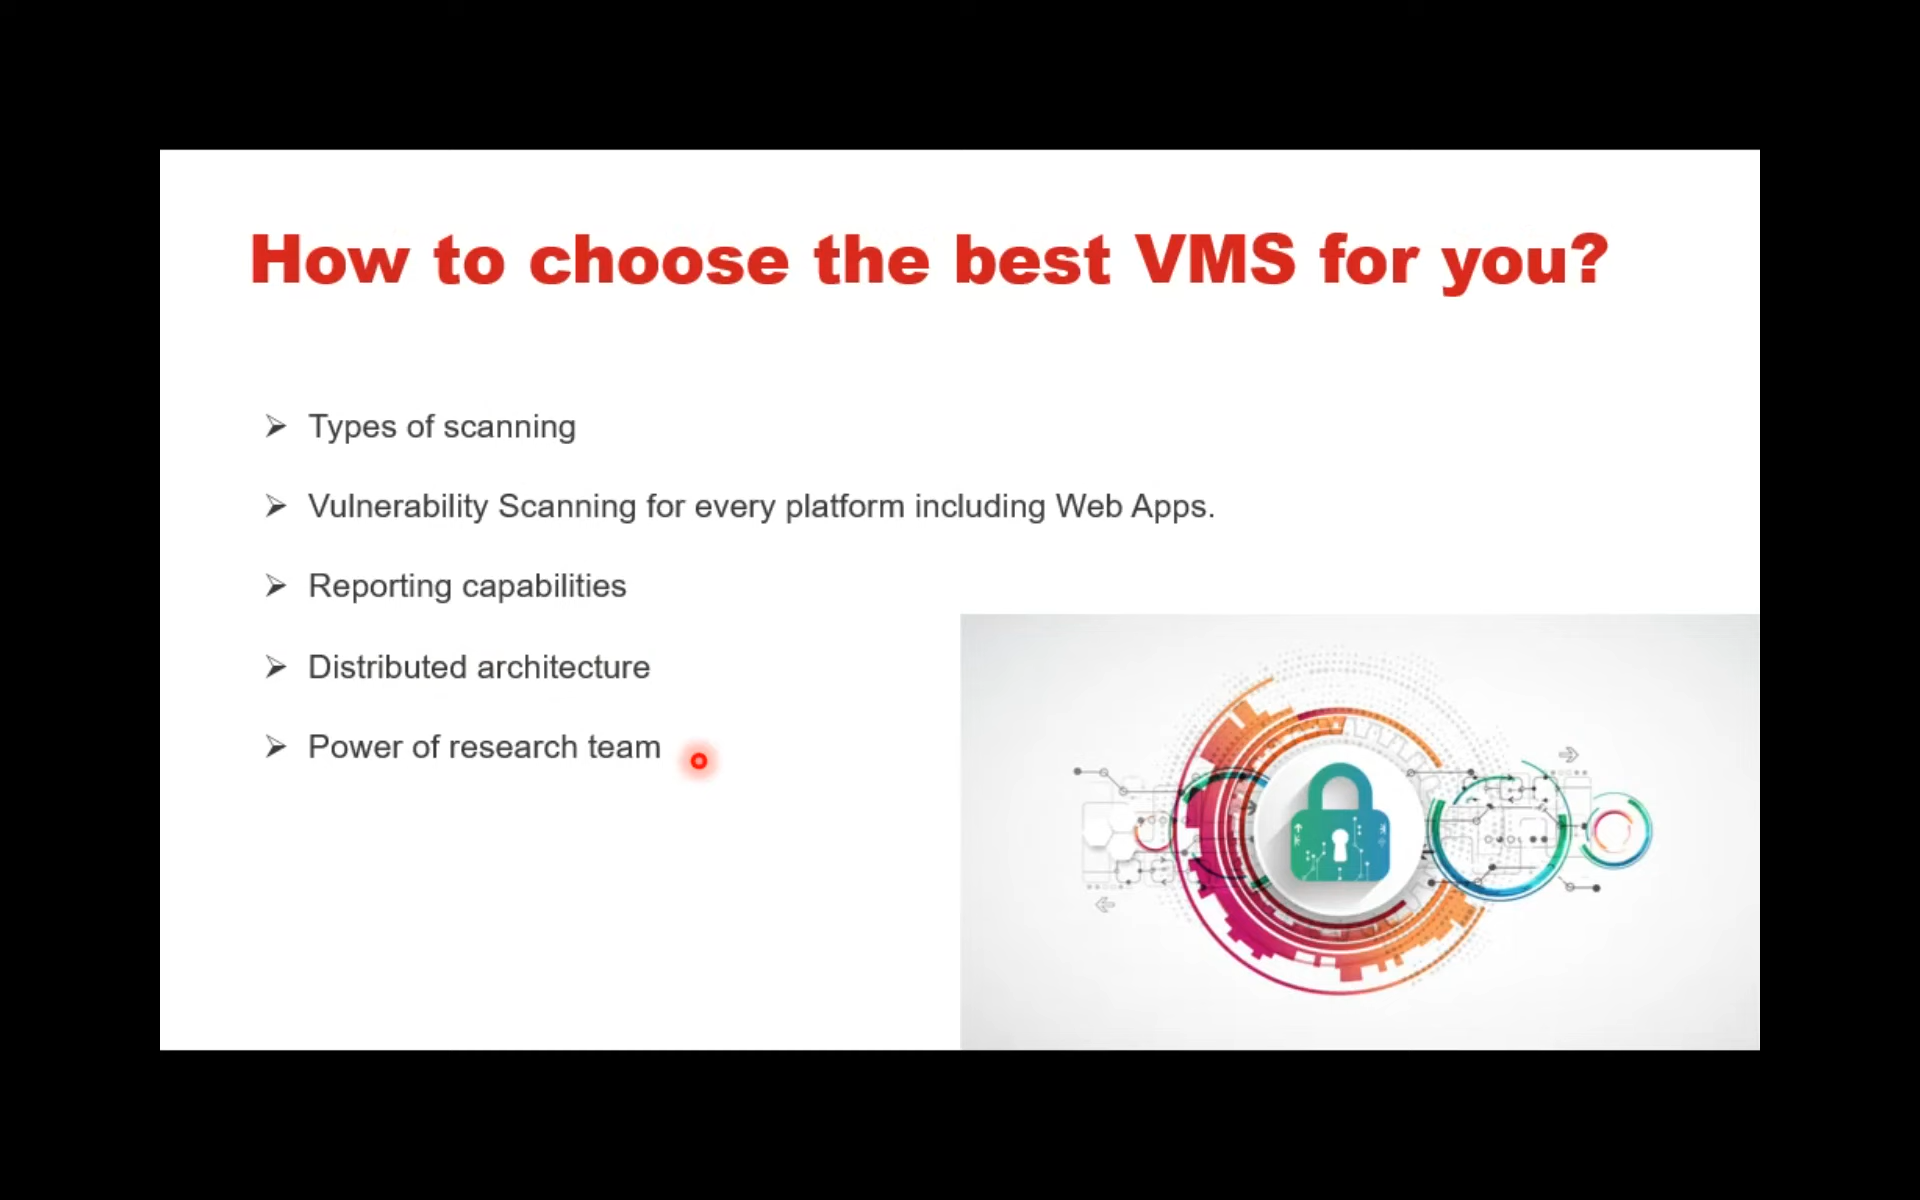 How to choose the best VMS for you?
Types of scanning
Vulnerability Scanning for every platform including Web Apps.
Reporting capabilities
Distributed architecture
Power of research team